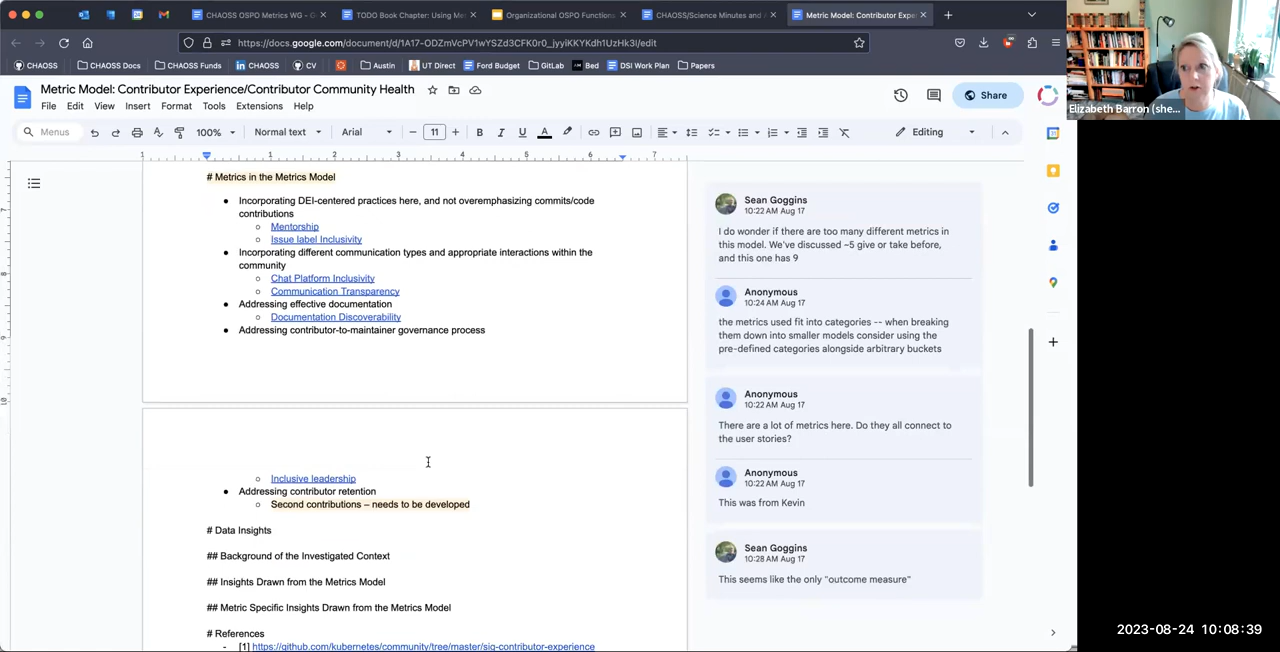 CHAOSS OSPO Metrics WG - G
TODO Book Chapter: Using Me
Organizational OSPO Function
CHAOSS/Science Minutes and A
Metric Model: Contributor Expe
https://docs.google.com/document/d/1A17-ODZmVcPV1wYSZd3CFK0r0_jyyiKKYKdh1UzHk3I/edit
CHAOSS
CHAOSS Docs
CHAOSS Funds
CHAOSS
CV
Austin
UT Direct
Ford Budget
GitLab
Bed
DSI Work Plan
Papers
Elizabeth Barron (she...
Metric Model: Contributor Experience/Contributor Community Health
File Edit View Insert Format Tools Extensions Help
Share
Menus
100%
Normal text
Arial
11
B I U A
Editing
1 1 2 3 4 5 6 7
# Metrics in the Metrics Model
Incorporating DEI-centered practices here, and not overemphasizing commits/code
contributions
Mentorship
Issue label Inclusivity
Incorporating different communication types and appropriate interactions within the
community
Chat Platform Inclusivity
Communication Transparency
Addressing effective documentation
Documentation Discoverability
Addressing contributor-to-maintainer governance process
Inclusive leadership
Addressing contributor retention
Second contributions – needs to be developed
# Data Insights
## Background of the Investigated Context
## Insights Drawn from the Metrics Model
## Metric Specific Insights Drawn from the Metrics Model
# References
- [1] https://github.com/kubernetes/community/tree/master/sig-contributor-experience
Sean Goggins
10:22 AM Aug 17
I do wonder if there are too many different metrics in
this model. We've discussed ~5 give or take before,
and this one has 9
Anonymous
10:24 AM Aug 17
the metrics used fit into categories -- when breaking
them down into smaller models consider using the
pre-defined categories alongside arbitrary buckets
Anonymous
10:22 AM Aug 17
There are a lot of metrics here. Do they all connect to
the user stories?
Anonymous
10:22 AM Aug 17
This was from Kevin
Sean Goggins
10:28 AM Aug 17
This seems like the only "outcome measure"
2023-08-24 10:08:39